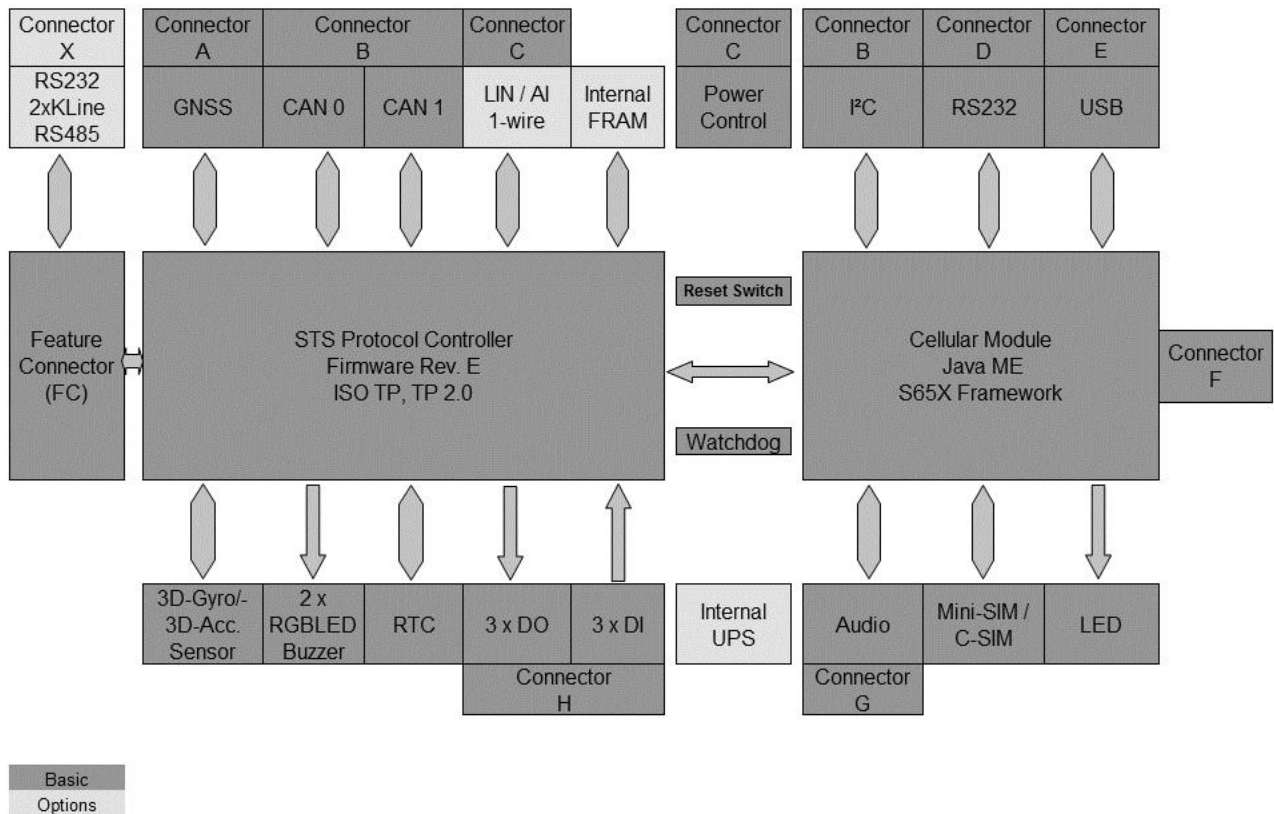 Connector
X
RS232
2xKLine
RS485
Connector
A
GNSS
Connector
B
CAN 0
CAN 1
Connector
C
LIN / AI
1-wire
Internal
FRAM
Connector
C
Power
Control
Connector
B
I²C
Connector
D
RS232
Connector
E
USB
Feature
Connector
(FC)
STS Protocol Controller
Firmware Rev. E
ISO TP, TP 2.0
Reset Switch
Watchdog
Cellular Module
Java ME
S65X Framework
Connector
F
3D-Gyro/-
3D-Acc.
Sensor
2 x
RGBLED
Buzzer
RTC
3 x DO
3 x DI
Connector
H
Internal
UPS
Audio
Connector
G
Mini-SIM /
C-SIM
LED
Basic
Options